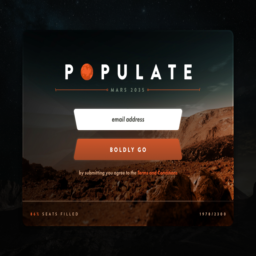 POPULATE
MARS 2025
email address
BOLDLY GO
by submitting you agree to the Terms and Conditions
SEATS FILLED